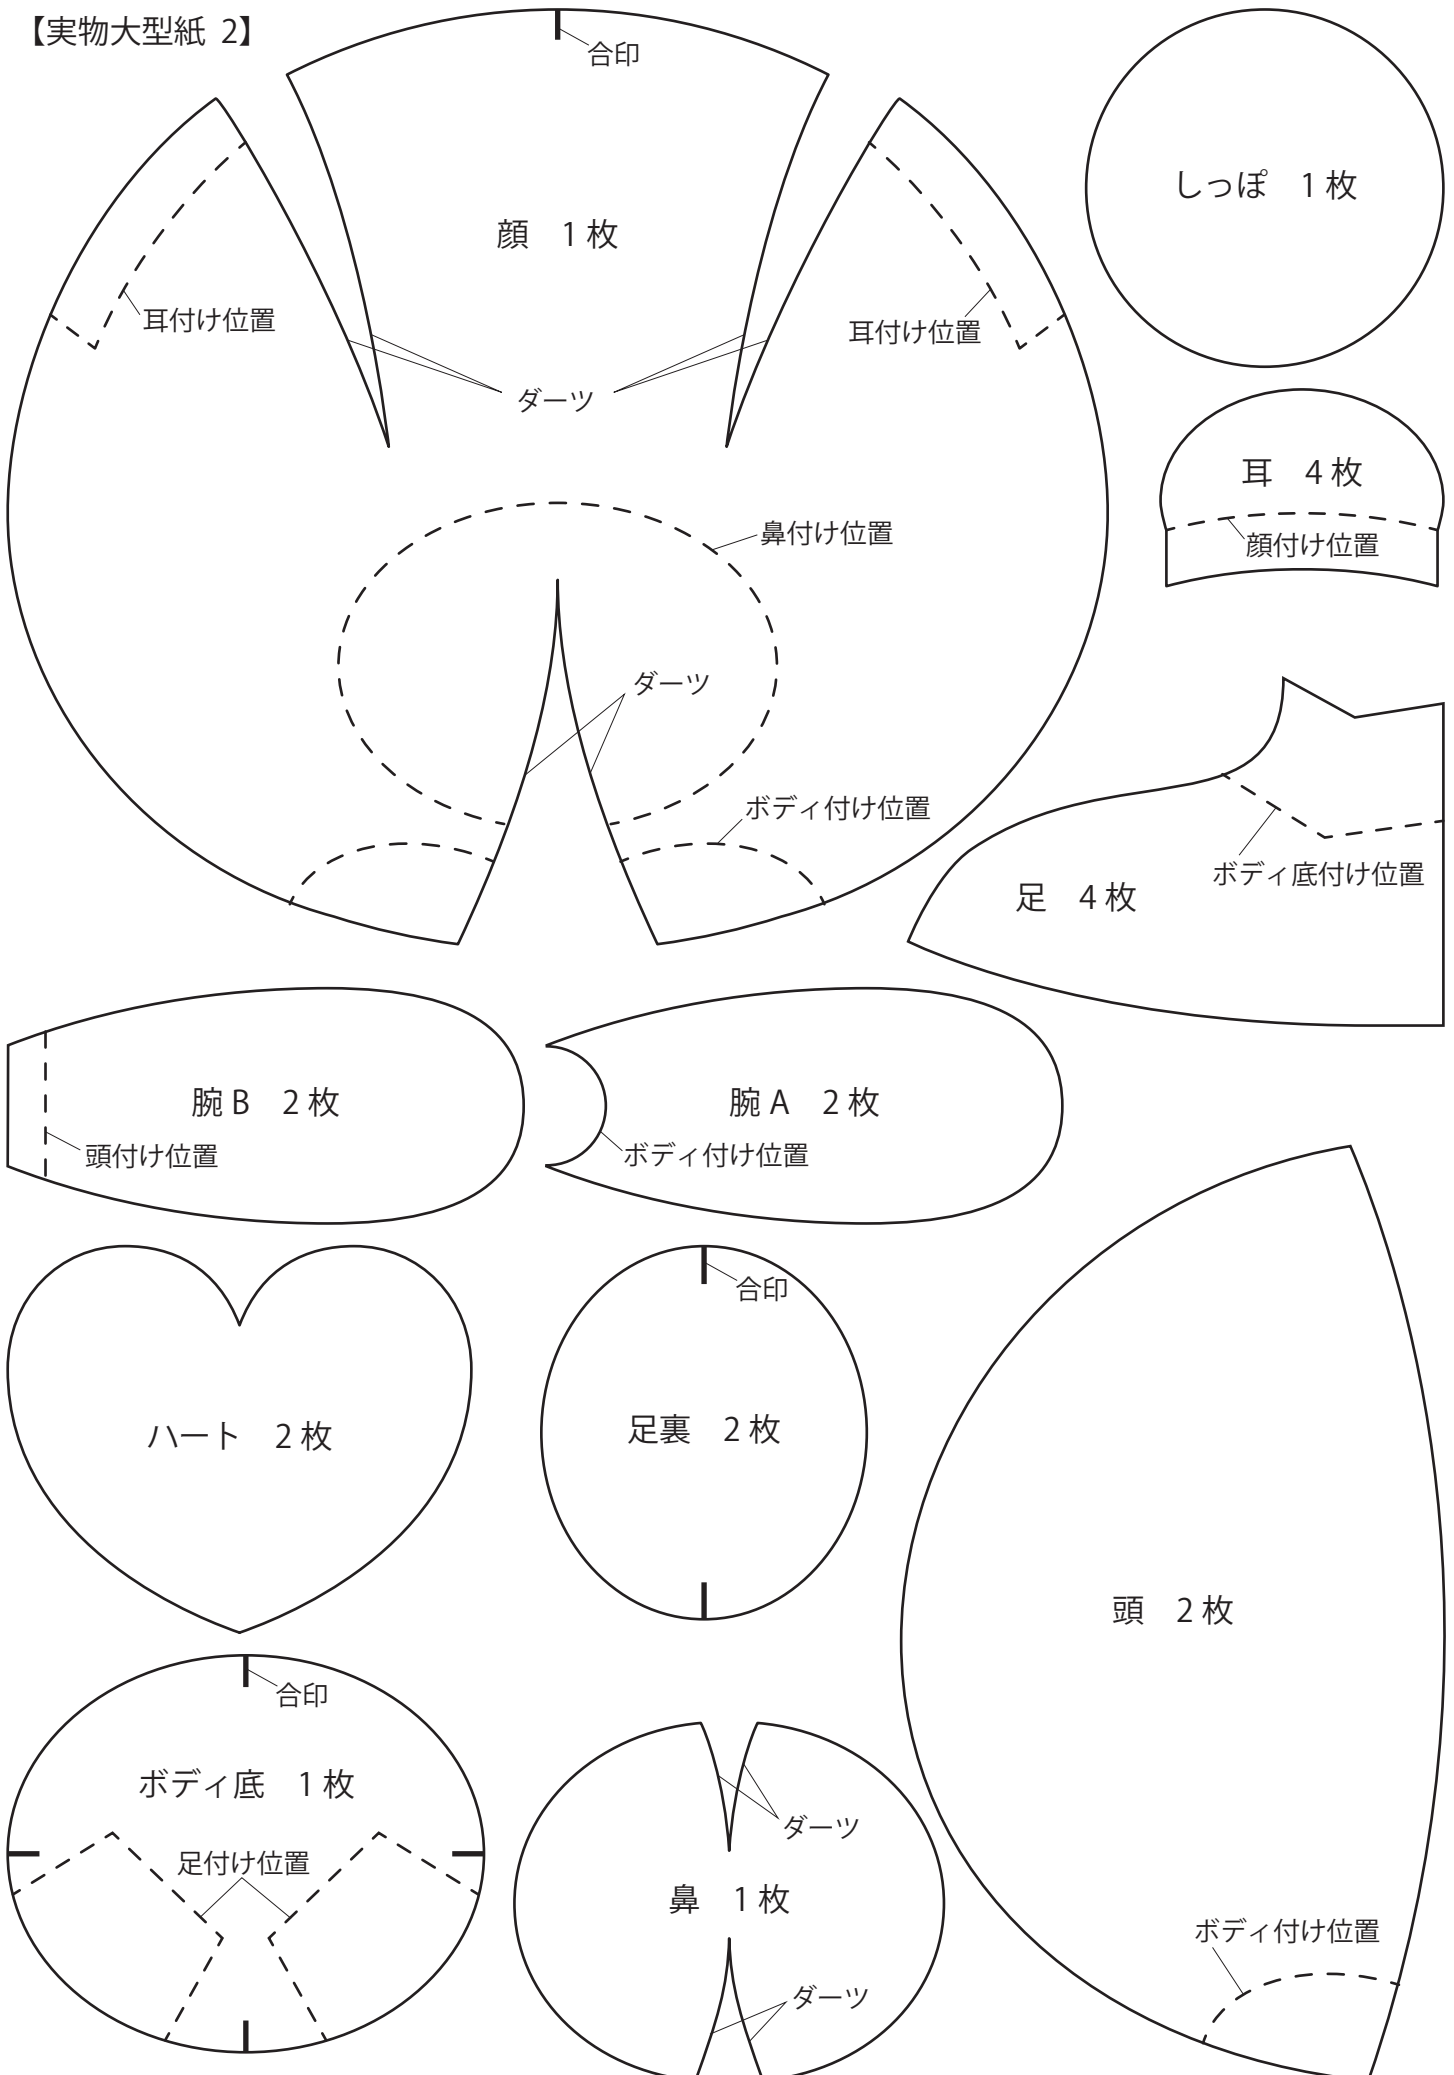 【実物大型紙 2】
合印
しっぽ 1枚
顔 1枚
耳付け位置
耳付け位置
ダーツ
耳 4枚
顔付け位置
鼻付け位置
ダーツ
ボディ付け位置
ボディ底付け位置
足 4枚
腕B 2枚
頭付け位置
腕A 2枚
ボディ付け位置
合印
ハート 2枚
足裏 2枚
頭 2枚
合印
ボディ底 1枚
足付け位置
ダーツ
鼻 1枚
ダーツ
ボディ付け位置